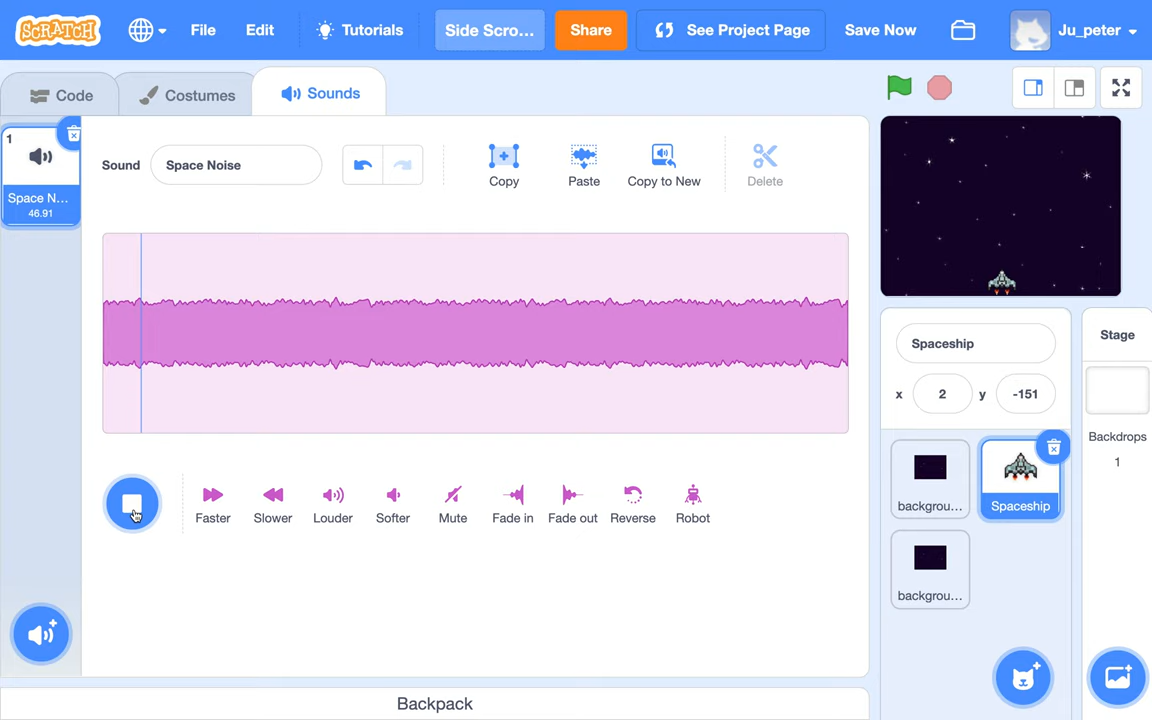 SCRATCH File Edit Tutorials Side Scro... Share See Project Page Save Now Ju_peter
Code Costumes Sounds
1
Space N...
46.91
Sound Space Noise
Copy Paste Copy to New Delete
Faster Slower Louder Softer Mute Fade in Fade out Reverse Robot
Spaceship
x 2 y -151
backgrou... Spaceship
backgrou...
Stage
Backdrops
1
Backpack